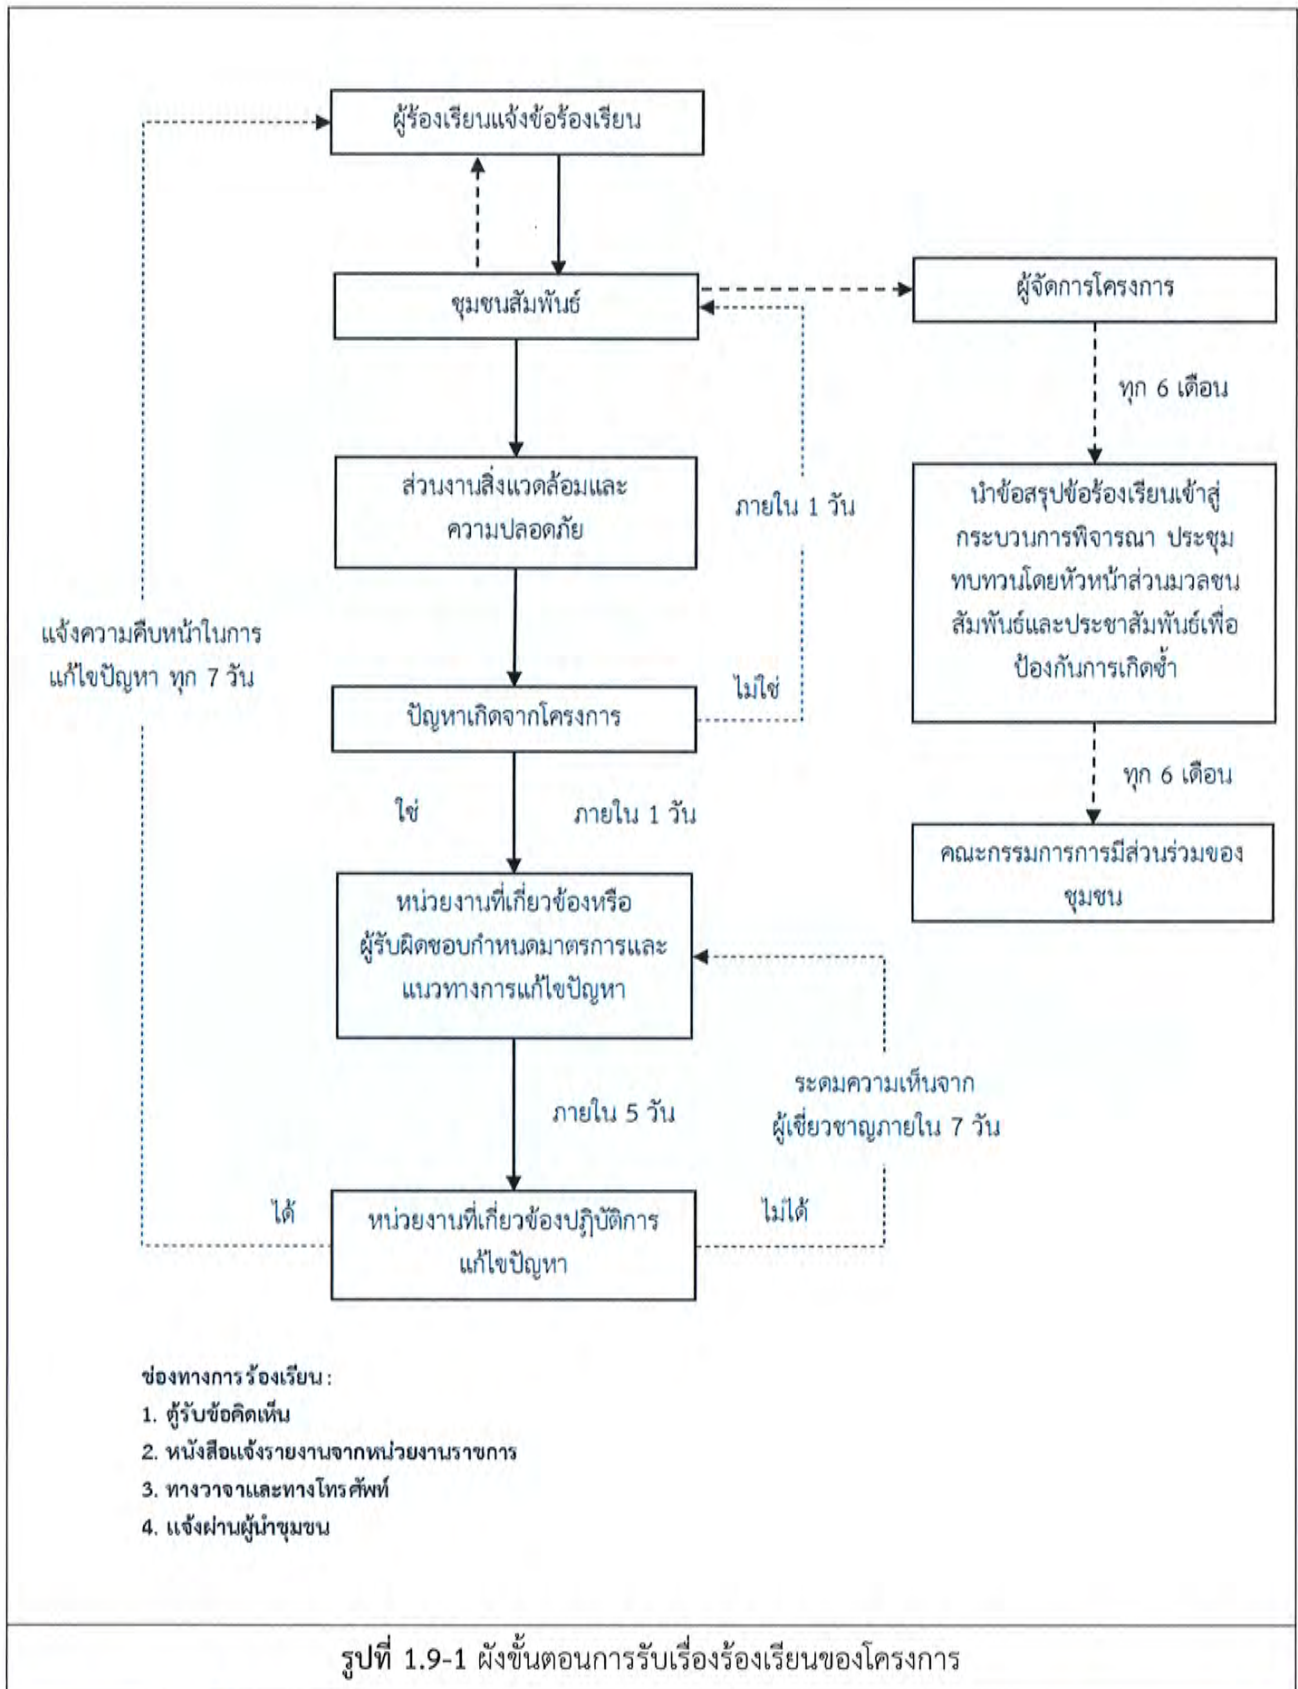 ผู้ร้องเรียนแจ้งข้อร้องเรียน
ชุมชนสัมพันธ์
ผู้จัดการโครงการ
ทุก 6 เดือน
ส่วนงานสิ่งแวดล้อมและ
ความปลอดภัย
ภายใน 1 วัน
นำข้อสรุปข้อร้องเรียนเข้าสู่
กระบวนการพิจารณา ประชุม
ทบทวนโดยหัวหน้าส่วนมวลชน
สัมพันธ์และประชาสัมพันธ์เพื่อ
ป้องกันการเกิดซ้ำ
แจ้งความคืบหน้าในการ
แก้ไขปัญหา ทุก 7 วัน
ปัญหาเกิดจากโครงการ
ไม่ใช่
ทุก 6 เดือน
ใช่
ภายใน 1 วัน
คณะกรรมการการมีส่วนร่วมของ
ชุมชน
หน่วยงานที่เกี่ยวข้องหรือ
ผู้รับผิดชอบกำหนดมาตรการและ
แนวทางการแก้ไขปัญหา
ระดมความเห็นจาก
ผู้เชี่ยวชาญภายใน 7 วัน
ภายใน 5 วัน
ได้
ไม่ได้
หน่วยงานที่เกี่ยวข้องปฏิบัติการ
แก้ไขปัญหา
ช่องทางการร้องเรียน :
1. ตู้รับข้อคิดเห็น
2. หนังสือแจ้งรายงานจากหน่วยงานราชการ
3. ทางวาจาและทางโทรศัพท์
4. แจ้งผ่านผู้นำชุมชน
รูปที่ 1.9-1 ผังขั้นตอนการรับเรื่องร้องเรียนของโครงการ